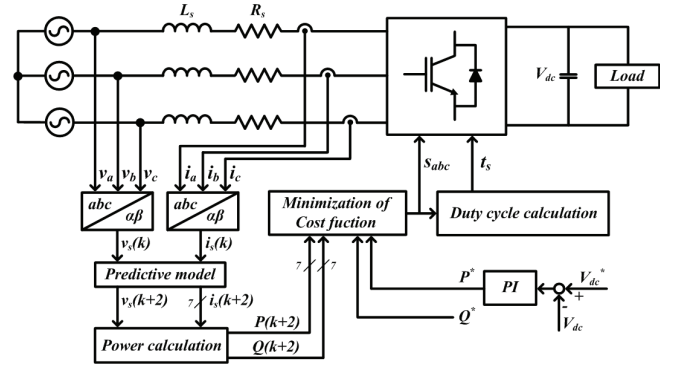 Ls Rs
Vdc
Load
va vb vc
ia ib ic
sabc ts
abc
αβ
abc
αβ
Minimization of
Cost fuction
Duty cycle calculation
vs(k) is(k)
Predictive model
7 7
P* PI Vdc*
+
-
vs(k+2) 7 is(k+2)
P(k+2)
Q*
Vdc
Power calculation
Q(k+2)